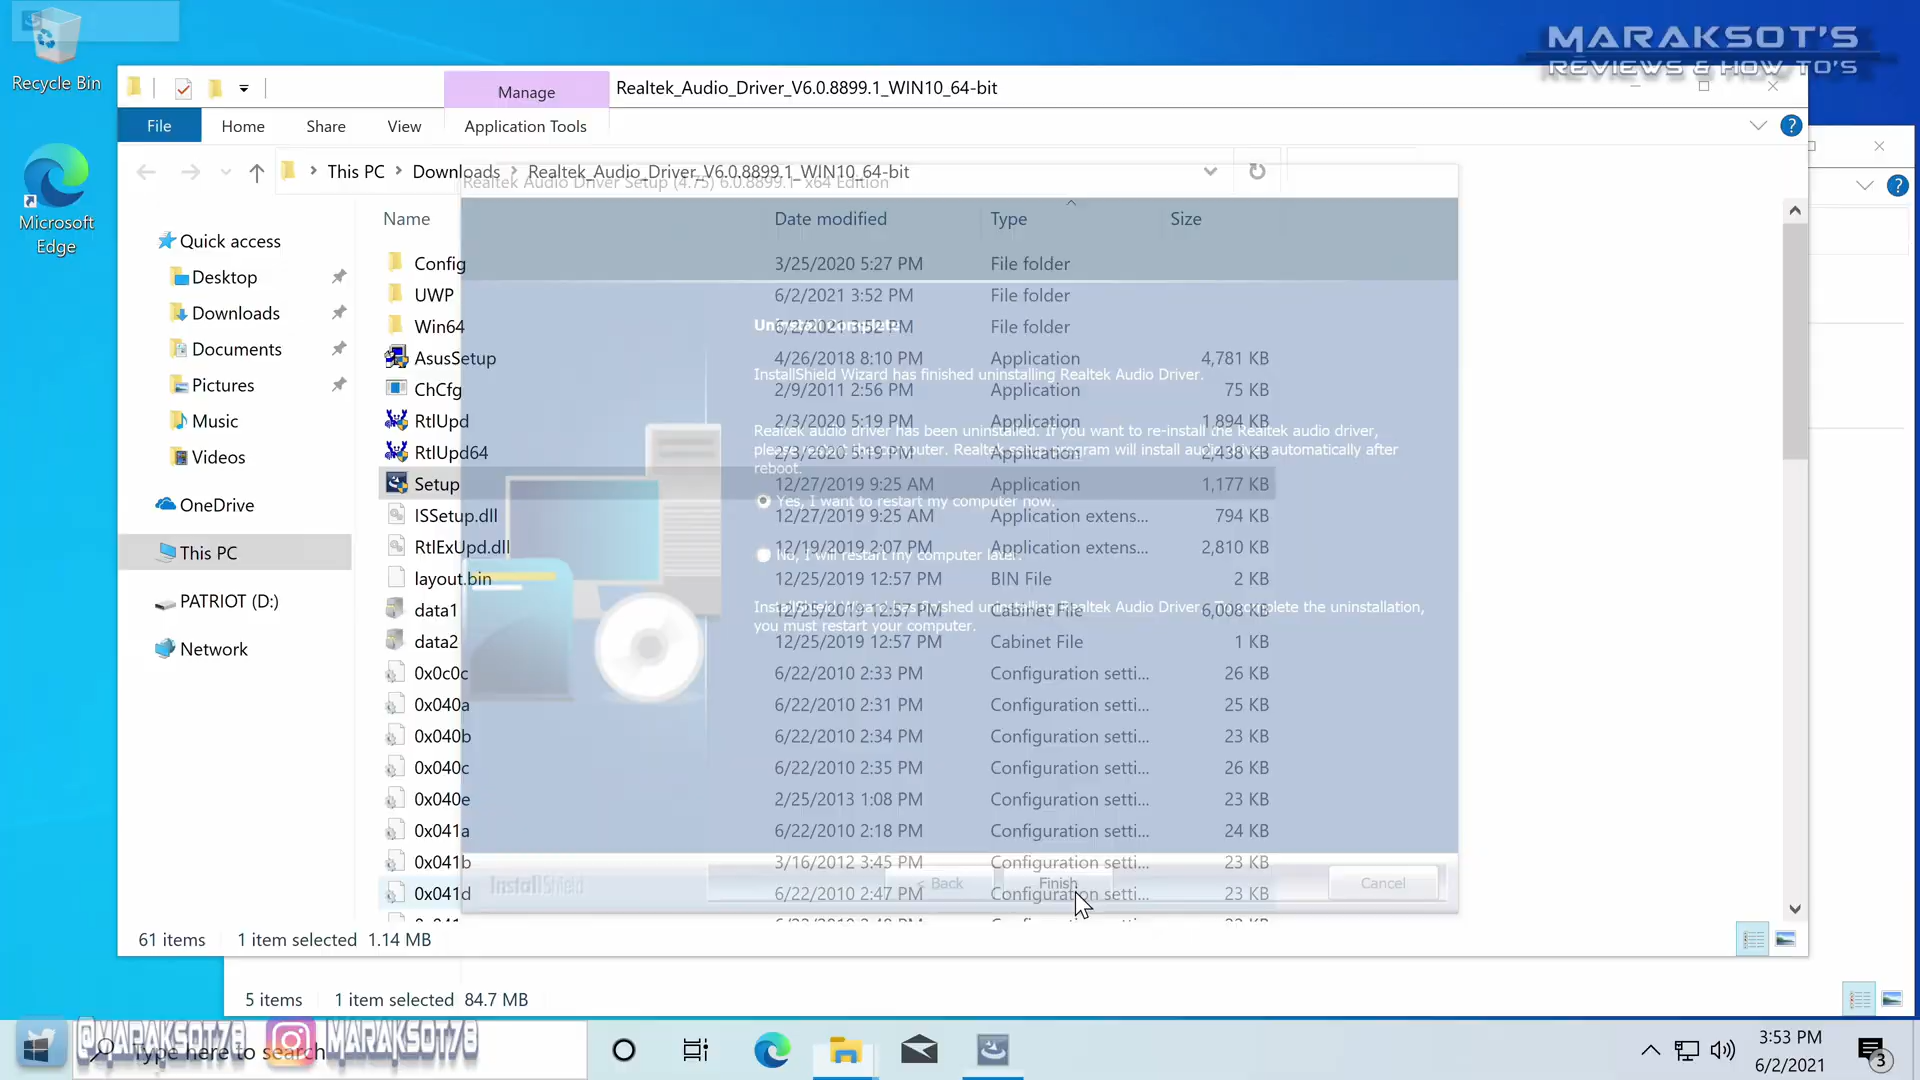 MARAKSOT'S
REVIEWS & HOW TO'S
Recycle Bin
Microsoft
Edge
Manage
Realtek_Audio_Driver_V6.0.8899.1_WIN10_64-bit
File
Home
Share
View
Application Tools
This PC
Downloads
Realtek_Audio_Driver_V6.0.8899.1_WIN10_64-bit
Realtek Audio Driver Setup (4.75) 6.0.8899.1 x64 Edition
Name
Date modified
Type
Size
Quick access
Desktop
Downloads
Documents
Pictures
Music
Videos
OneDrive
This PC
PATRIOT (D:)
Network
Config 3/25/2020 5:27 PM File folder
UWP 6/2/2021 3:52 PM File folder
Win64 6/2/2021 3:52 PM File folder
AsusSetup 4/26/2018 8:10 PM Application 4,781 KB
ChCfg 2/9/2011 2:56 PM Application 75 KB
RtlUpd 2/3/2020 5:19 PM Application 1,894 KB
RtlUpd64 2/3/2020 5:19 PM Application 2,438 KB
Setup 12/27/2019 9:25 AM Application 1,177 KB
ISSetup.dll 12/27/2019 9:25 AM Application extens... 794 KB
RtlExUpd.dll 12/19/2019 2:07 PM Application extens... 2,810 KB
layout.bin 12/25/2019 12:57 PM BIN File 2 KB
data1 12/25/2019 12:57 PM Cabinet File 6,008 KB
data2 12/25/2019 12:57 PM Cabinet File 1 KB
0x0c0c 6/22/2010 2:33 PM Configuration setti... 26 KB
0x040a 6/22/2010 2:31 PM Configuration setti... 25 KB
0x040b 6/22/2010 2:34 PM Configuration setti... 23 KB
0x040c 6/22/2010 2:35 PM Configuration setti... 26 KB
0x040e 2/25/2013 1:08 PM Configuration setti... 23 KB
0x041a 6/22/2010 2:18 PM Configuration setti... 24 KB
0x041b 3/16/2012 3:45 PM Configuration setti... 23 KB
0x041d 6/22/2010 2:47 PM Configuration setti... 23 KB
Uninstall Complete
InstallShield Wizard has finished uninstalling Realtek Audio Driver.
Realtek audio driver has been uninstalled. If you want to re-install the Realtek audio driver,
please restart the computer. Realtek setup program will install audio driver automatically after
reboot.
Yes, I want to restart my computer now.
No, I will restart my computer later.
InstallShield Wizard has finished uninstalling Realtek Audio Driver. To complete the uninstallation,
you must restart your computer.
InstallShield
< Back
Finish
Cancel
61 items
1 item selected 1.14 MB
5 items
1 item selected 84.7 MB
@MARAKSOT78
MARAKSOT78
Type here to search
3:53 PM
6/2/2021
3